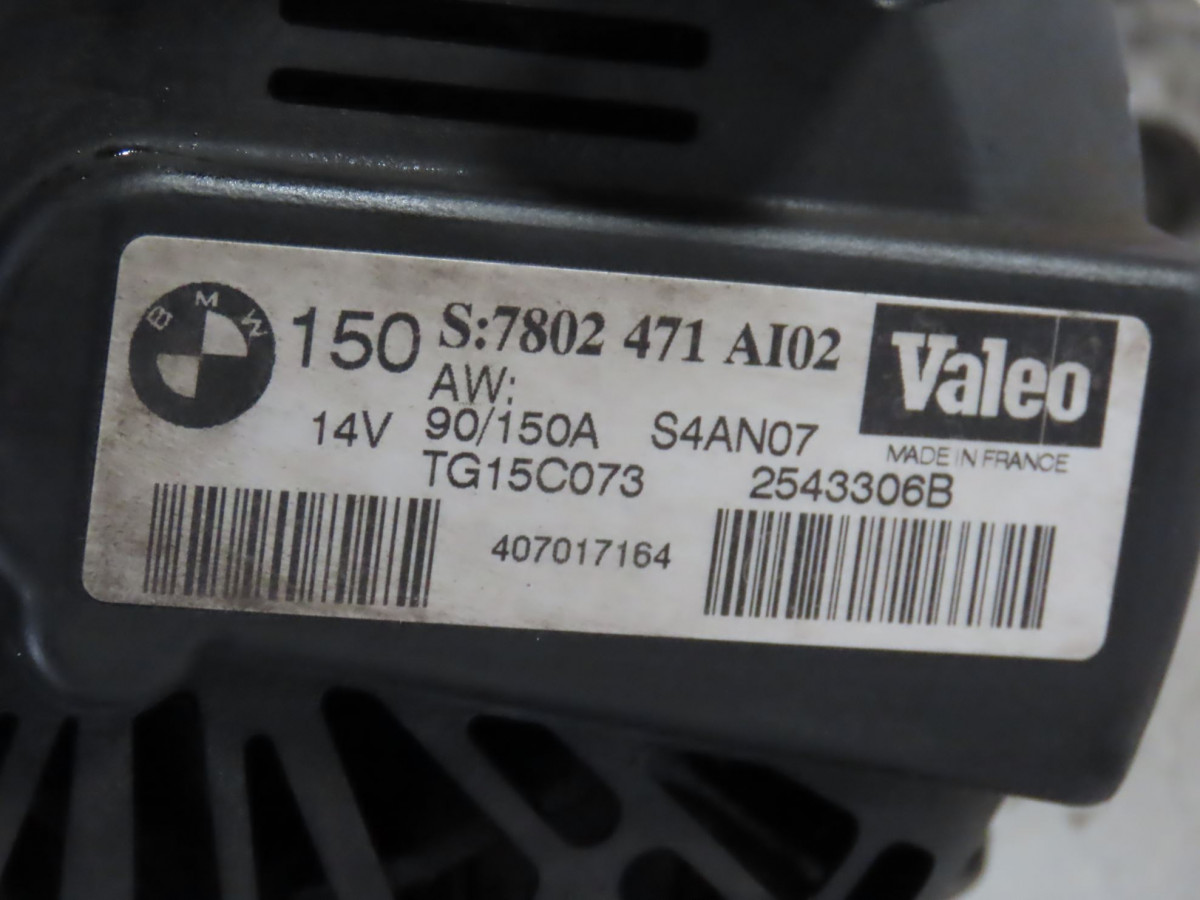 BMW 150 S:7802 471 AI02 Valeo
AW:
14V 90/150A S4AN07 MADE IN FRANCE
TG15C073 2543306B
407017164